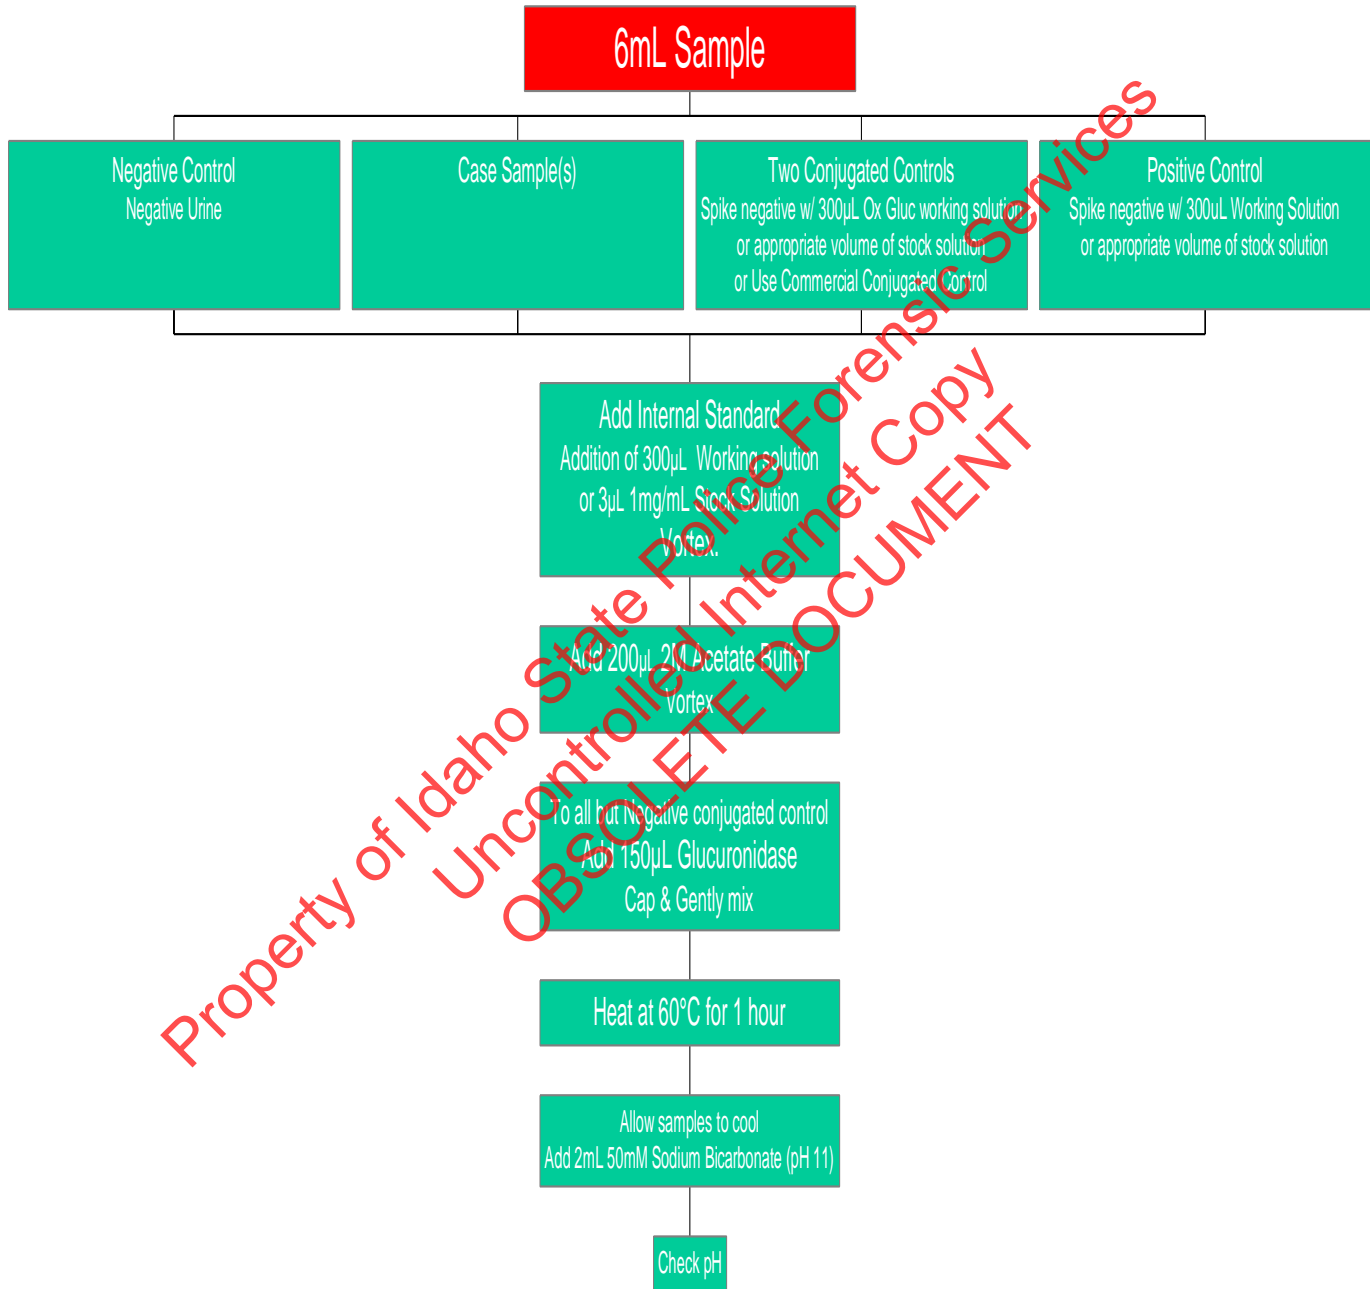 6mL Sample
Negative Control
Negative Urine
Case Sample(s)
Two Conjugated Controls
Spike negative w/ 300µL Ox Gluc working solution
or appropriate volume of stock solution
or Use Commercial Conjugated Control
Positive Control
Spike negative w/ 300uL Working Solution
or appropriate volume of stock solution
Add Internal Standard
Addition of 300µL Working solution
or 3µL 1mg/mL Stock Solution
Vortex.
Add 200µL 2M Acetate Buffer
Vortex
To all but Negative conjugated control
Add 150µL Glucuronidase
Cap & Gently mix
Heat at 60°C for 1 hour
Allow samples to cool
Add 2mL 50mM Sodium Bicarbonate (pH 11)
Check pH
Property of Idaho State Police Forensic Services
Uncontrolled Internet Copy
OBSOLETE DOCUMENT